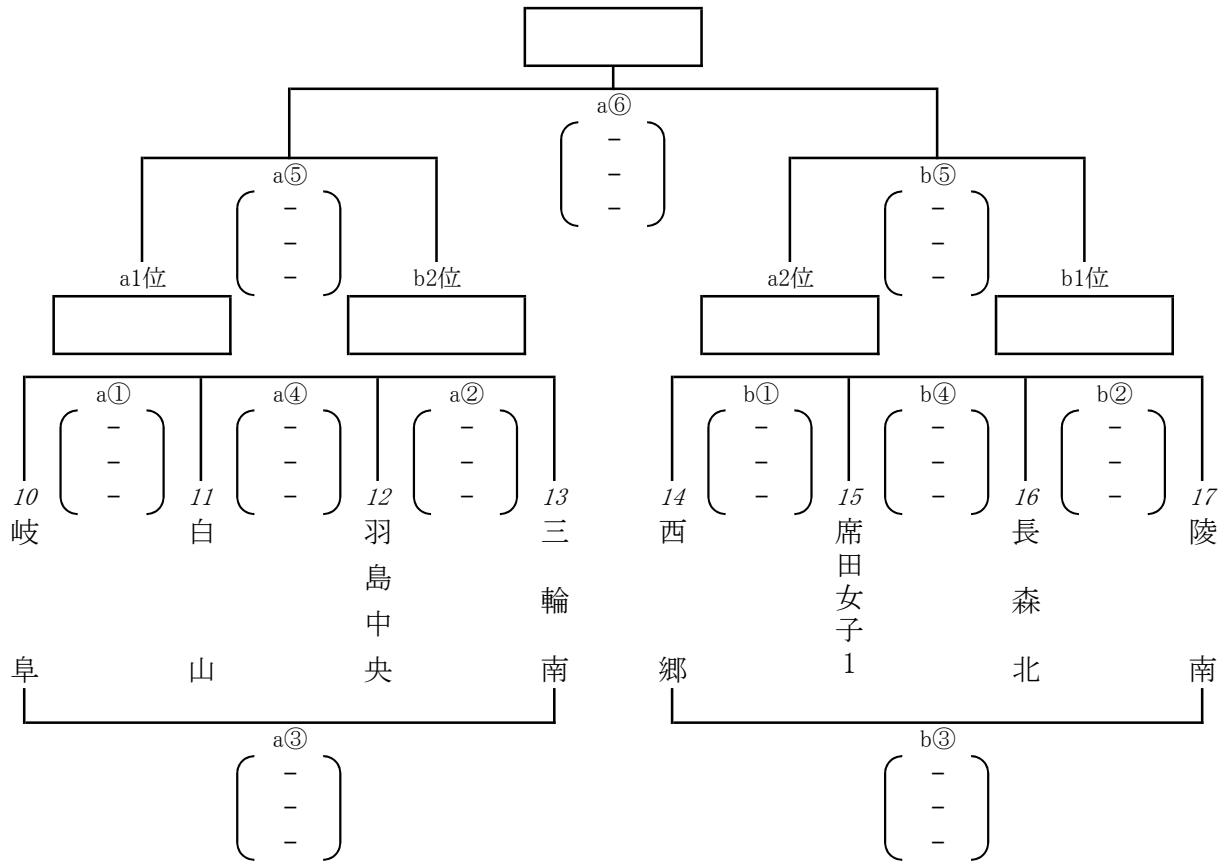 a⑥
-
-
-
a⑤
-
-
-
b⑤
-
-
-
a1位
b2位
a2位
b1位
a①
-
-
-
a④
-
-
-
a②
-
-
-
b①
-
-
-
b④
-
-
-
b②
-
-
-
10
岐阜
11
白山
12
羽島中央
13
三輪南
14
西郷
15
席田女子1
16
長森北
17
陵南
a③
-
-
-
b③
-
-
-